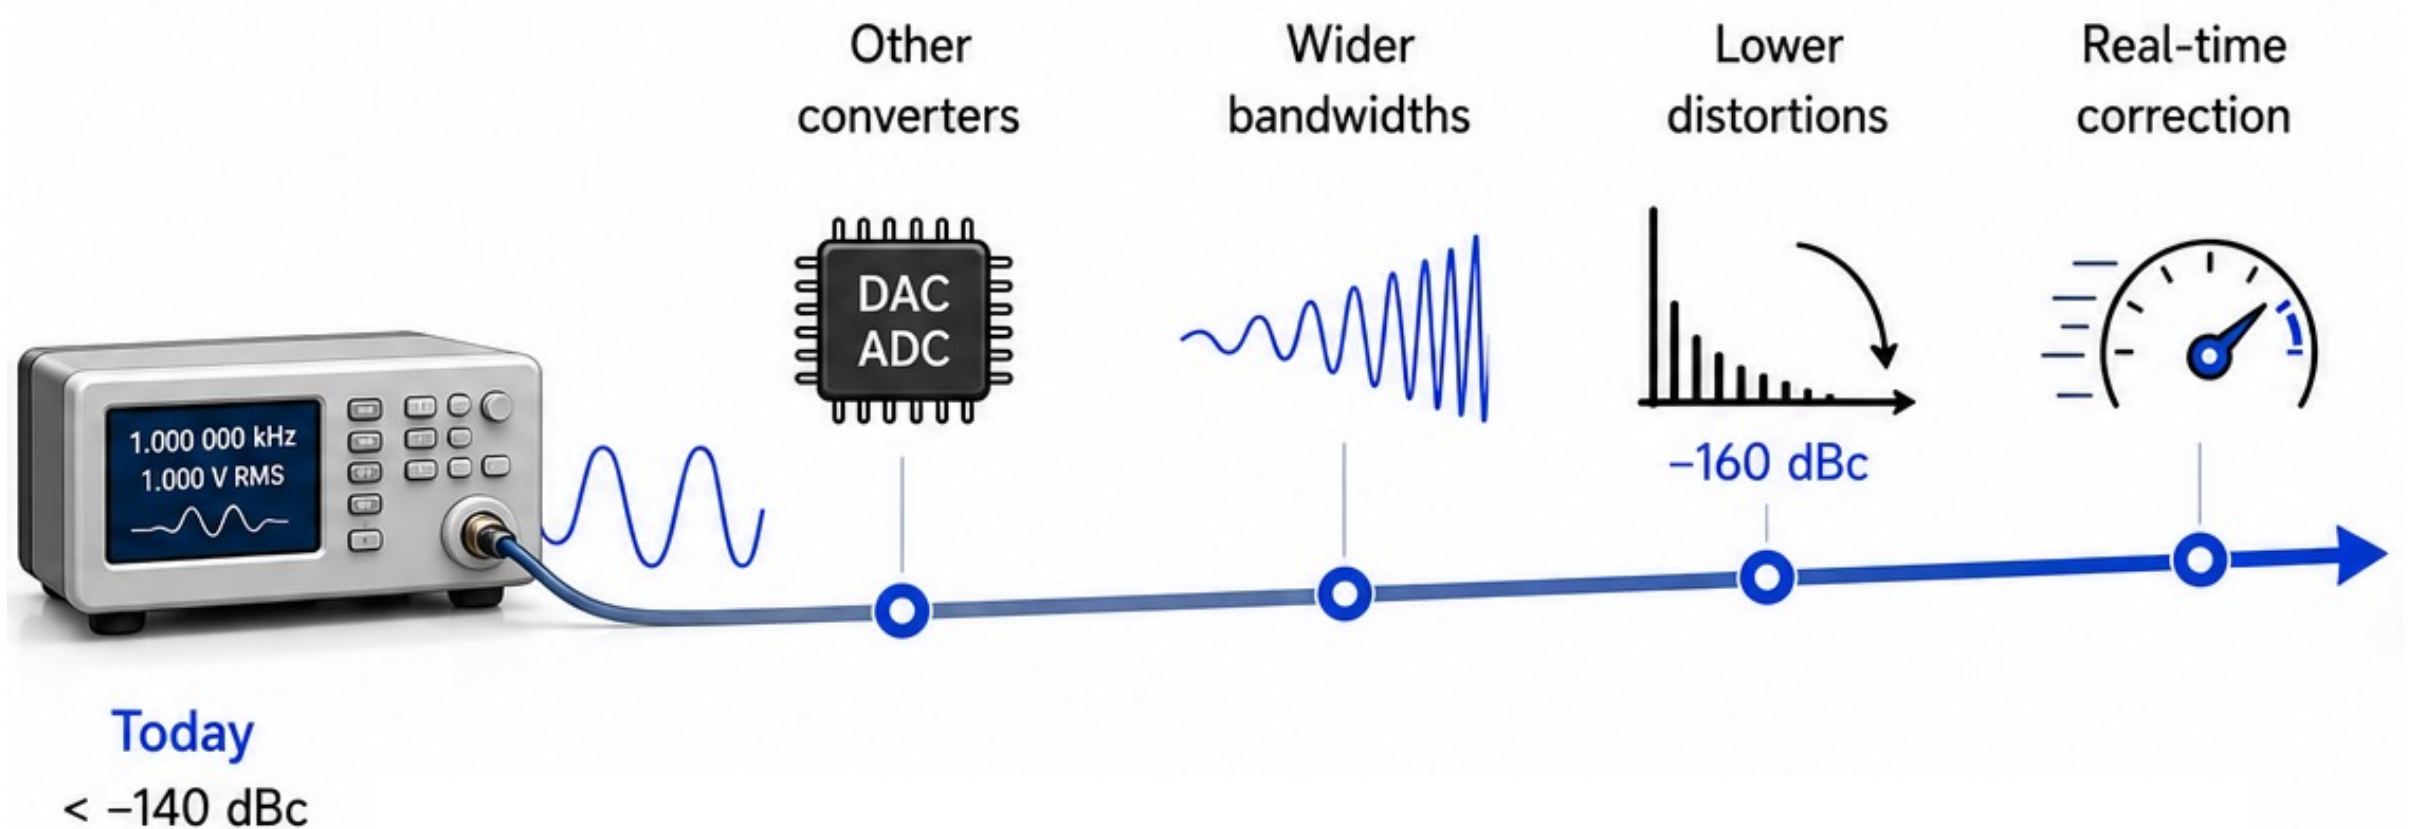 Other
converters
Wider
bandwidths
Lower
distortions
Real-time
correction
DAC
ADC
1.000 000 kHz
1.000 V RMS
–160 dBc
Today
< –140 dBc